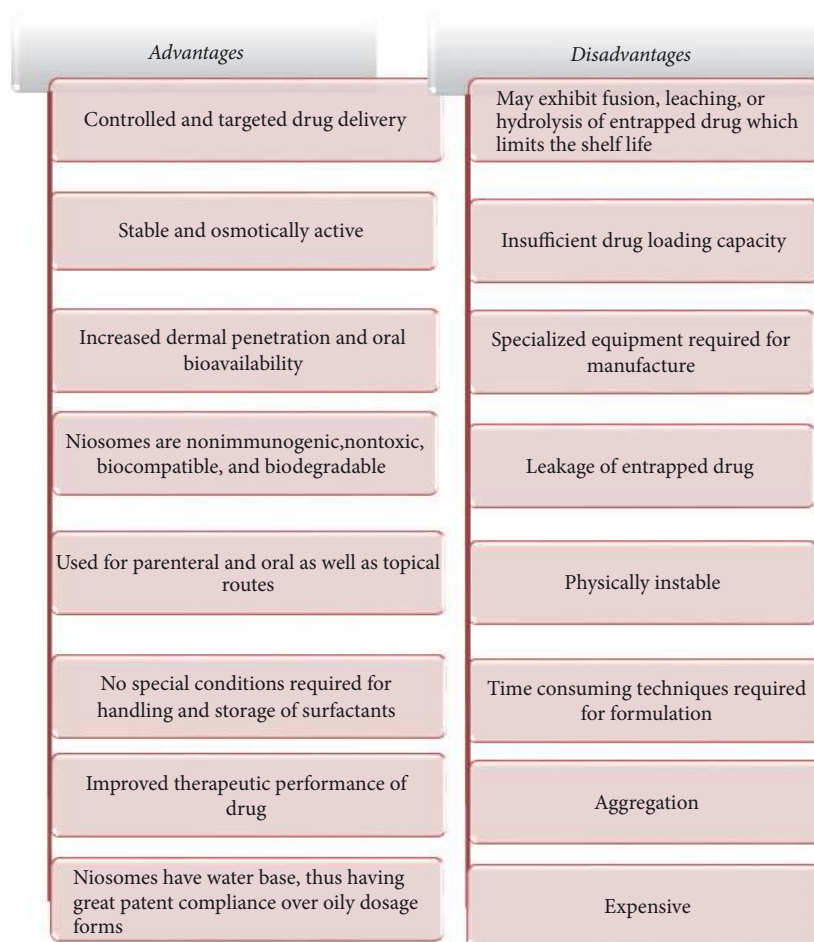 Advantages
Controlled and targeted drug delivery
Stable and osmotically active
Increased dermal penetration and oral
bioavailability
Niosomes are nonimmunogenic,nontoxic,
biocompatible, and biodegradable
Used for parenteral and oral as well as topical
routes
No special conditions required for
handling and storage of surfactants
Improved therapeutic performance of
drug
Niosomes have water base, thus having
great patent compliance over oily dosage
forms
Disadvantages
May exhibit fusion, leaching, or
hydrolysis of entrapped drug which
limits the shelf life
Insufficient drug loading capacity
Specialized equipment required for
manufacture
Leakage of entrapped drug
Physically instable
Time consuming techniques required
for formulation
Aggregation
Expensive